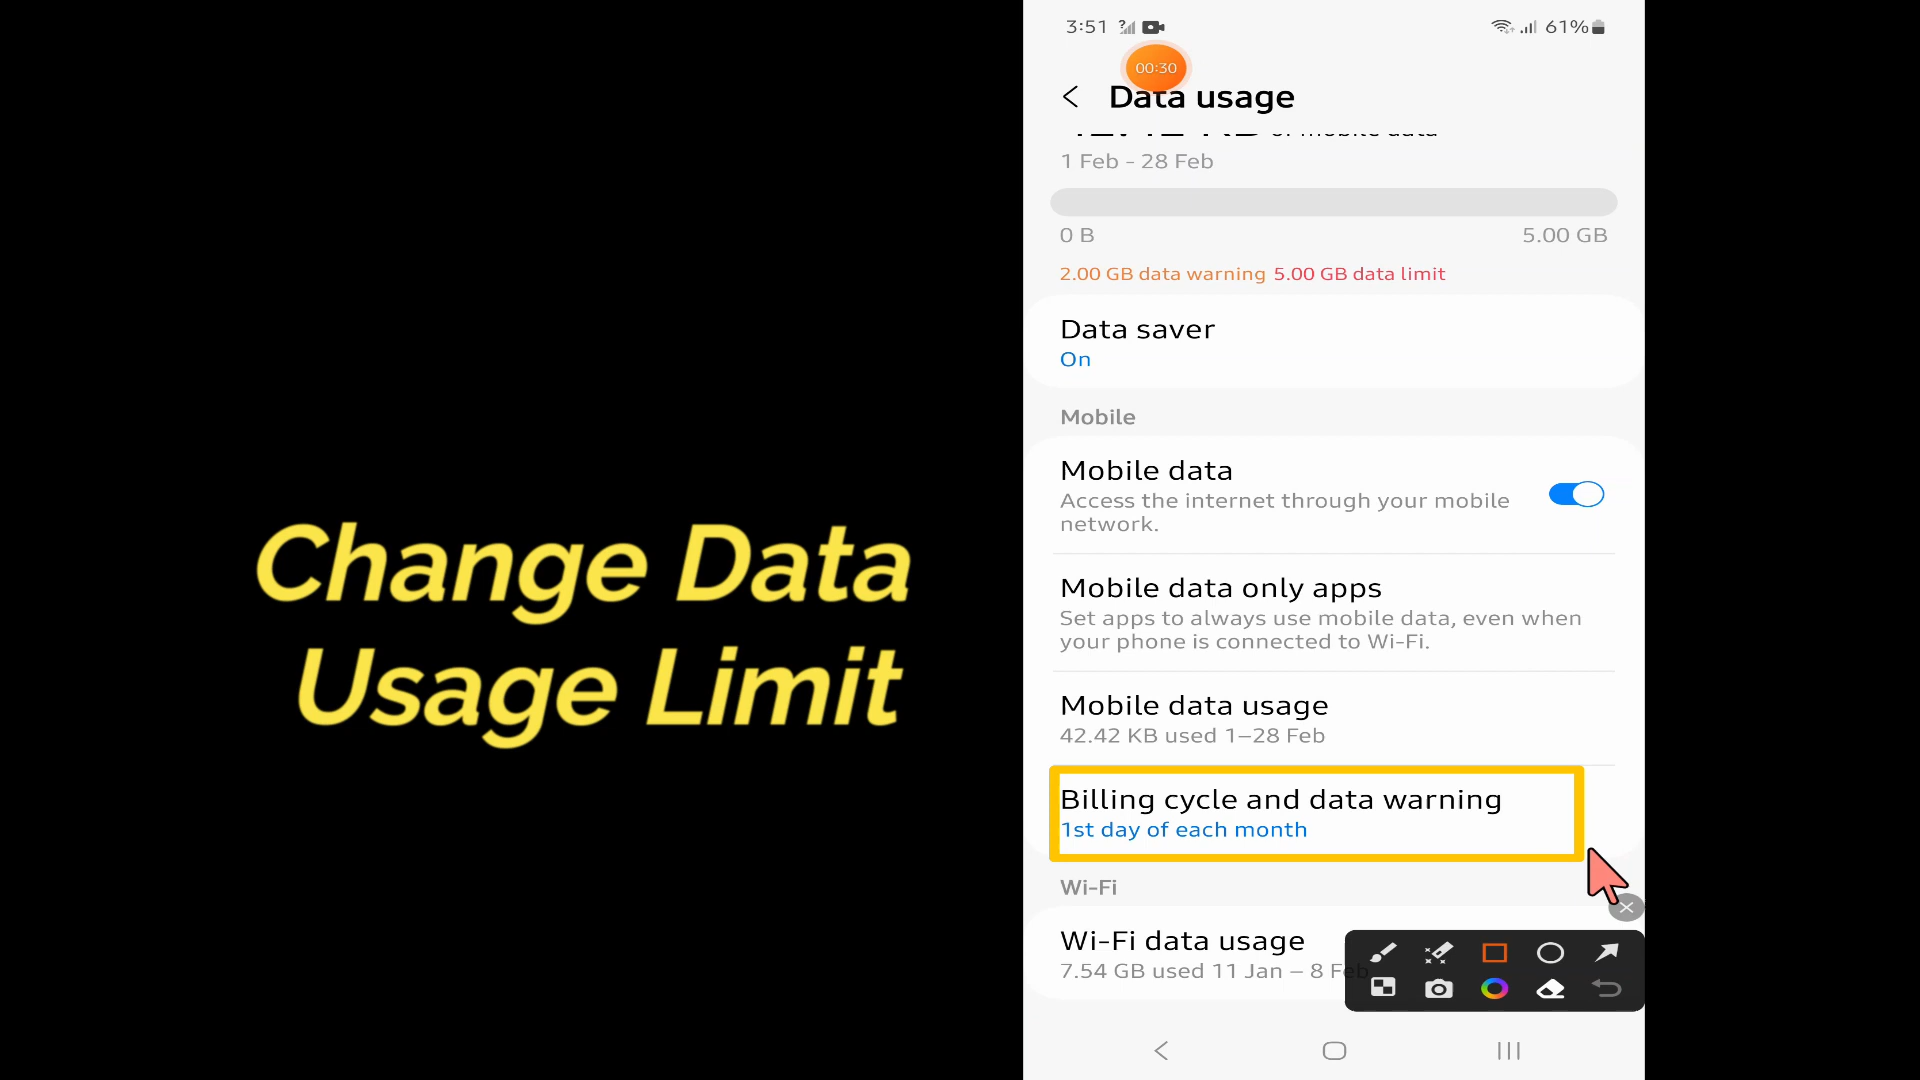 3:51
61%
00:30
Data usage
of mobile data
1 Feb - 28 Feb
0 B
5.00 GB
2.00 GB data warning 5.00 GB data limit
Data saver
On
Mobile
Mobile data
Access the internet through your mobile
network.
Mobile data only apps
Set apps to always use mobile data, even when
your phone is connected to Wi-Fi.
Mobile data usage
42.42 KB used 1–28 Feb
Billing cycle and data warning
1st day of each month
Wi-Fi
Wi-Fi data usage
7.54 GB used 11 Jan – 8 Feb
Change Data
Usage Limit